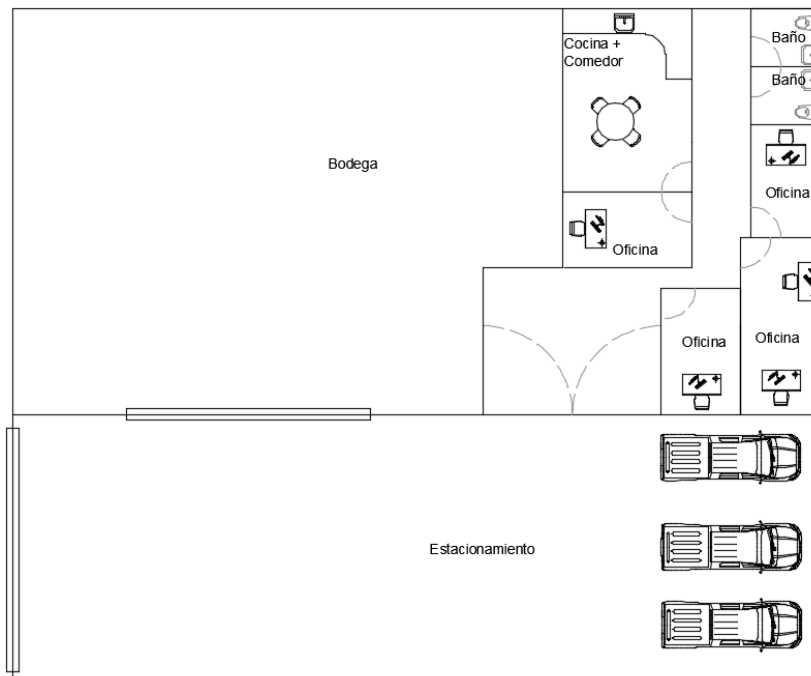 Cocina +
Comedor
Baño
Baño
Bodega
Oficina
Oficina
Oficina
Oficina
Estacionamiento